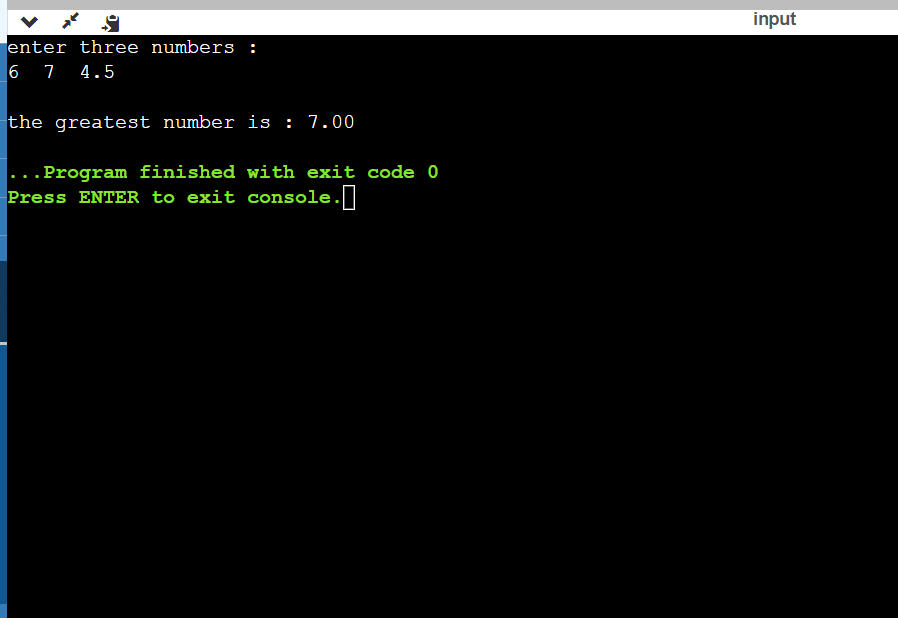 input
enter three numbers :
6  7  4.5
the greatest number is : 7.00
...Program finished with exit code 0
Press ENTER to exit console.